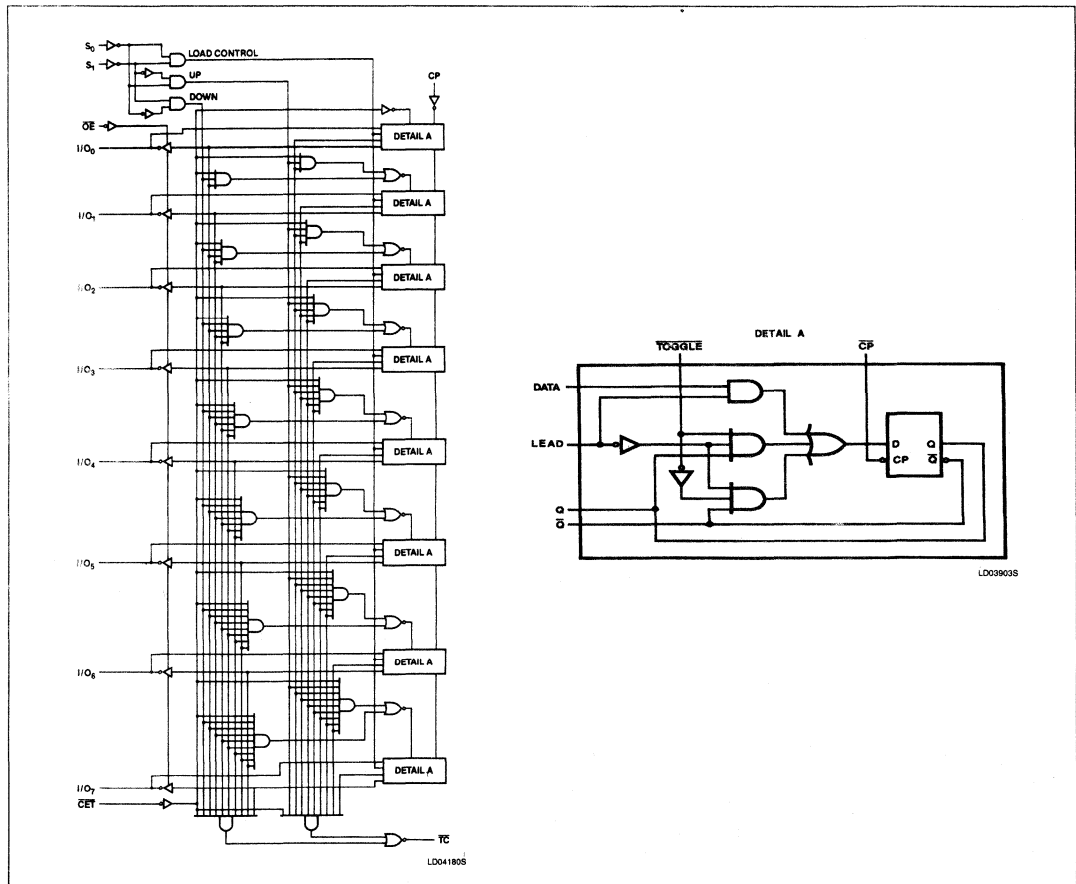 S0
S1
LOAD CONTROL
UP
DOWN
CP
OE
DETAIL A
I/O0
DETAIL A
I/O1
DETAIL A
I/O2
DETAIL A
I/O3
DETAIL A
I/O4
DETAIL A
I/O5
DETAIL A
I/O6
DETAIL A
I/O7
CET
TC
LD04180S
DETAIL A
TOGGLE
CP
DATA
LEAD
D Q
CP Q
Q
Q
LD03903S